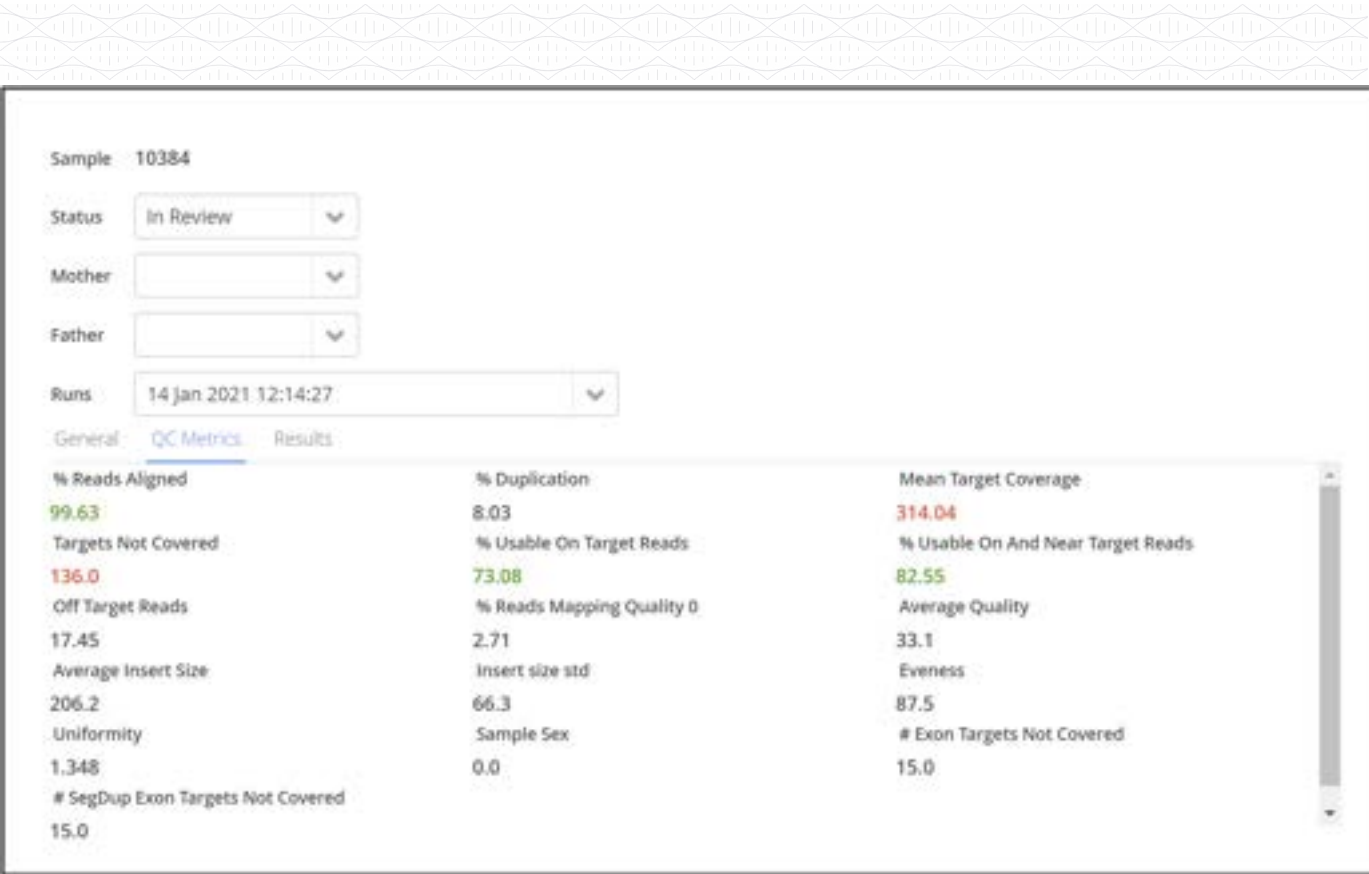 Sample 10384
Status In Review
Mother
Father
Runs 14 Jan 2021 12:14:27
General QC Metrics Results
% Reads Aligned % Duplication Mean Target Coverage
99.63 8.03 314.04
Targets Not Covered % Usable On Target Reads % Usable On And Near Target Reads
136.0 73.08 82.55
Off Target Reads % Reads Mapping Quality 0 Average Quality
17.45 2.71 33.1
Average Insert Size Insert size std Eveness
206.2 66.3 87.5
Uniformity Sample Sex # Exon Targets Not Covered
1.348 0.0 15.0
# SegDup Exon Targets Not Covered
15.0